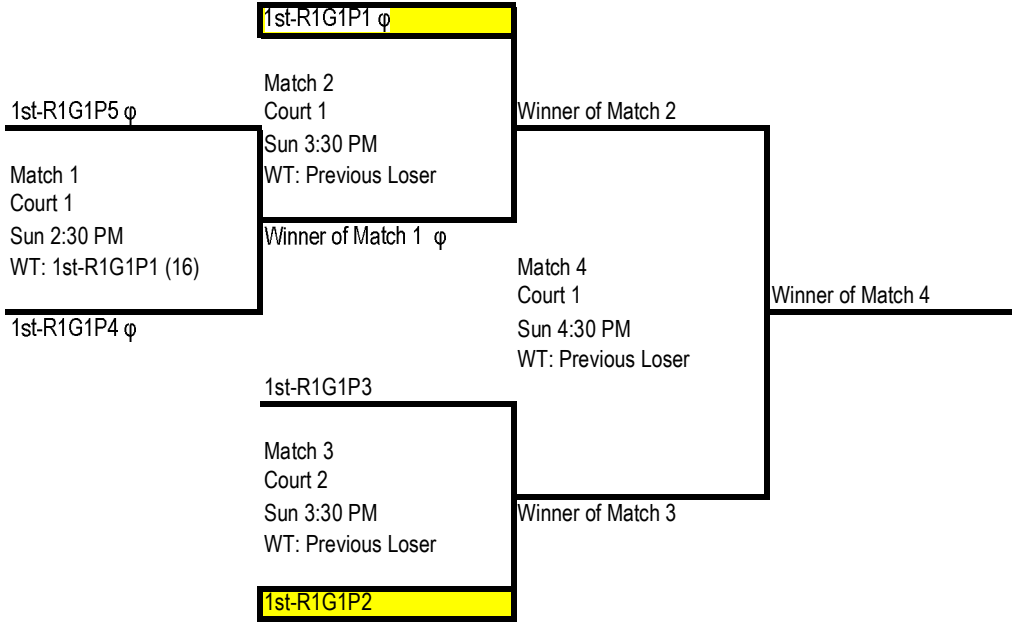 1st-R1G1P1 φ
Match 2
Court 1
Sun 3:30 PM
WT: Previous Loser
1st-R1G1P5 φ
Winner of Match 2
Match 1
Court 1
Sun 2:30 PM
WT: 1st-R1G1P1 (16)
Winner of Match 1 φ
1st-R1G1P4 φ
Match 4
Court 1
Sun 4:30 PM
WT: Previous Loser
Winner of Match 4
1st-R1G1P3
Match 3
Court 2
Sun 3:30 PM
WT: Previous Loser
Winner of Match 3
1st-R1G1P2